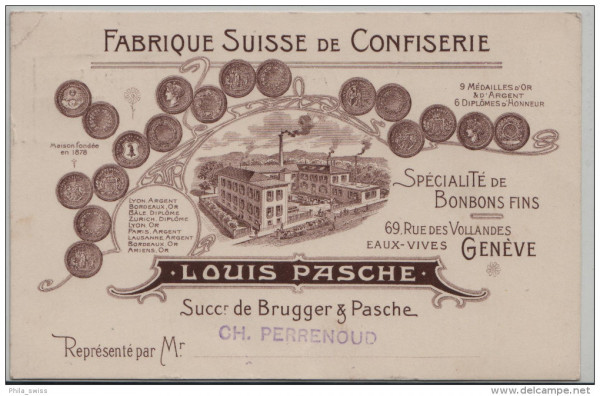 FABRIQUE SUISSE DE CONFISERIE
9 MÉDAILLES D'OR
& D'ARGENT
6 DIPLÔMES D'HONNEUR
Maison fondée
en 1878
SPÉCIALITÉ DE
BONBONS FINS
LYON. ARGENT
BORDEAUX. OR
BÂLE. DIPLÔME
ZURICH. DIPLÔME
LYON. OR
PARIS. ARGENT
LAUSANNE. ARGENT
BORDEAUX. OR
AMIENS. OR
69, RUE DES VOLLANDES
EAUX-VIVES GENÈVE
LOUIS PASCHE
Succr de Brugger & Pasche
CH. PERRENOUD
Représenté par Mr
Phila_swiss
delcampe.net